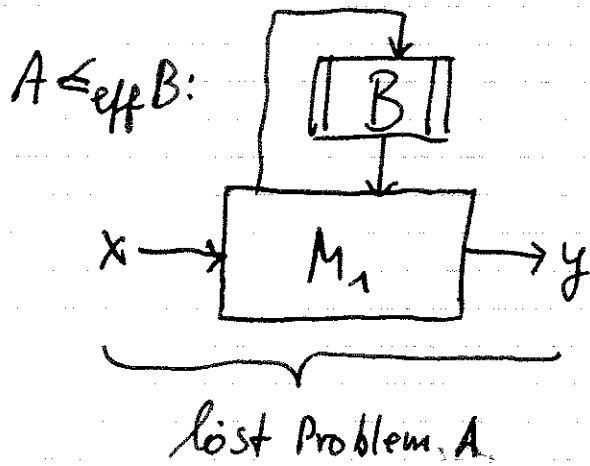 A ≤eff B:
B
x → M₁ → y
löst Problem A